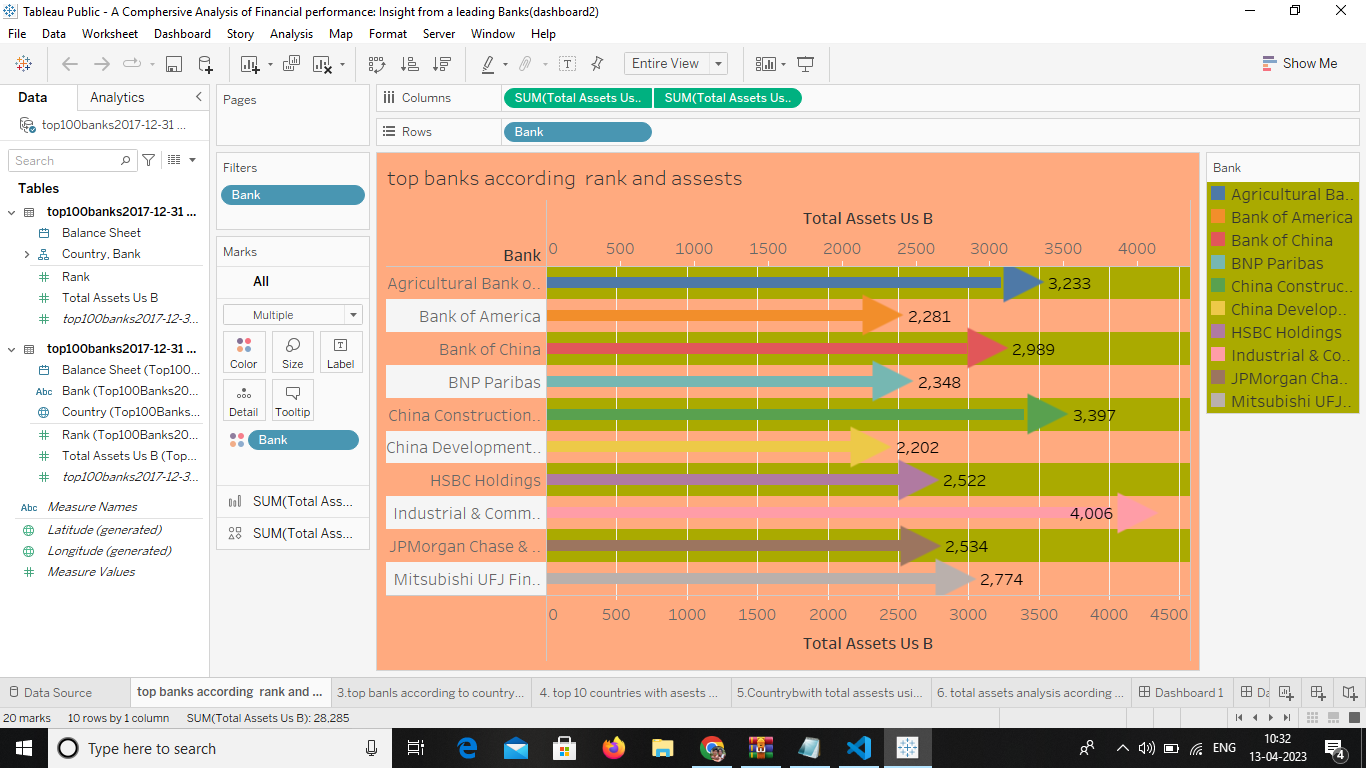 Tableau Public - A Comphersive Analysis of Financial performance: Insight from a leading Banks(dashboard2)
File Data Worksheet Dashboard Story Analysis Map Format Server Window Help
Entire View
Show Me
Data Analytics
top100banks2017-12-31 ...
Search
Tables
top100banks2017-12-31 ...
Balance Sheet
Country, Bank
Rank
Total Assets Us B
top100banks2017-12-3...
top100banks2017-12-31 ...
Balance Sheet (Top100...
Abc Bank (Top100Banks20...
Country (Top100Banks...
Rank (Top100Banks20...
Total Assets Us B (Top...
top100banks2017-12-3...
Abc Measure Names
Latitude (generated)
Longitude (generated)
Measure Values
Pages
Filters
Bank
Marks
All
Multiple
Color Size Label
Detail Tooltip
Bank
SUM(Total Ass...
SUM(Total Ass...
Columns SUM(Total Assets Us.. SUM(Total Assets Us..
Rows Bank
top banks according  rank and assests
Total Assets Us B
0 500 1000 1500 2000 2500 3000 3500 4000
Bank
Agricultural Bank o.. 3,233
Bank of America 2,281
Bank of China 2,989
BNP Paribas 2,348
China Construction.. 3,397
China Development.. 2,202
HSBC Holdings 2,522
Industrial & Comm.. 4,006
JPMorgan Chase & .. 2,534
Mitsubishi UFJ Fin.. 2,774
0 500 1000 1500 2000 2500 3000 3500 4000 4500
Total Assets Us B
Bank
Agricultural Ba..
Bank of America
Bank of China
BNP Paribas
China Construc..
China Develop..
HSBC Holdings
Industrial & Co..
JPMorgan Cha..
Mitsubishi UFJ..
Data Source top banks according  rank and ... 3.top banls according to country... 4. top 10 countries with asests ... 5.Countrybwith total assests usi... 6. total assets analysis acording ... Dashboard 1 Da
20 marks 10 rows by 1 column SUM(Total Assets Us B): 28,285
Type here to search
ENG
10:32
13-04-2023
4